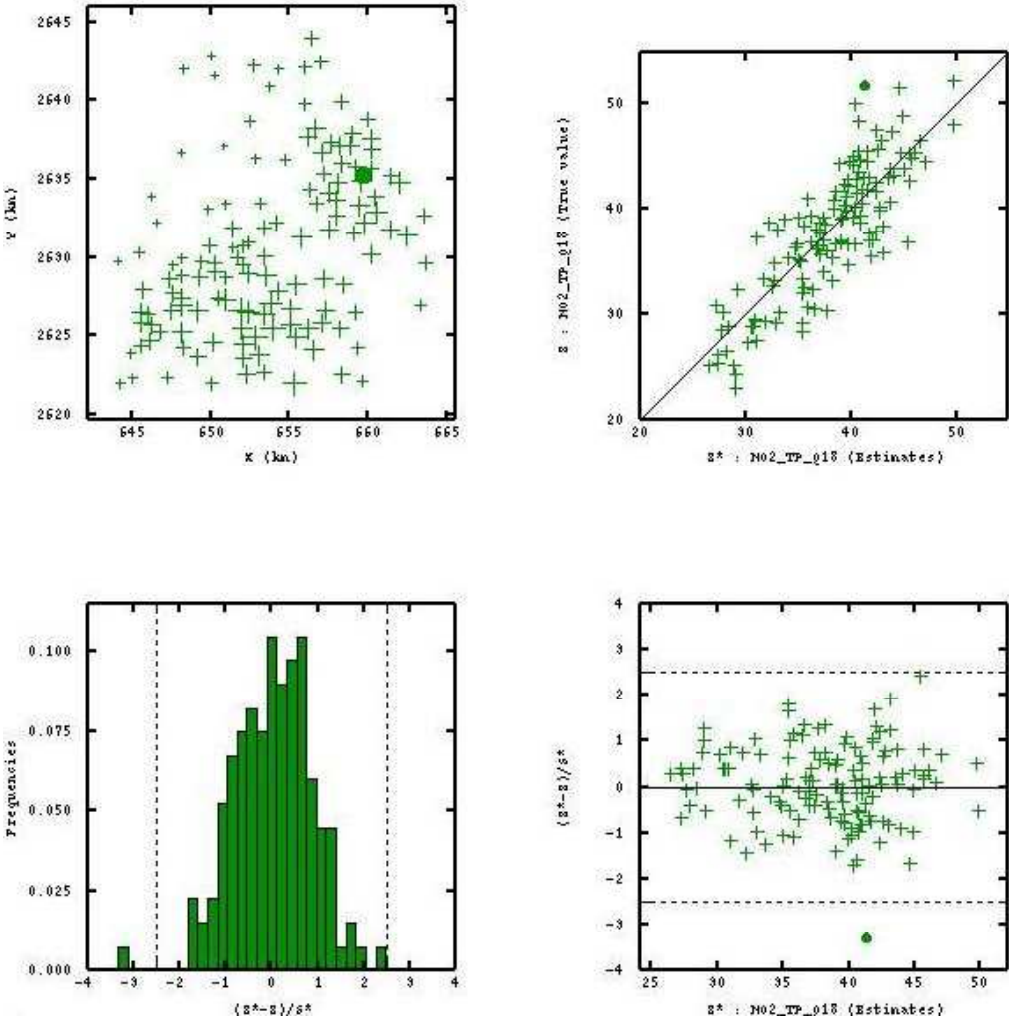 2645
2640
2635
2630
2625
2620
Y (km)
645 650 655 660 665
X (km)
50
40
30
20
Z : NO2_TP_Q18 (True value)
20 30 40 50
Z* : NO2_TP_Q18 (Estimates)
0.100
0.075
0.050
0.025
0.000
Frequencies
-4 -3 -2 -1 0 1 2 3 4
(Z*-Z)/S*
4
3
2
1
0
-1
-2
-3
-4
(Z*-Z)/S*
25 30 35 40 45 50
Z* : NO2_TP_Q18 (Estimates)